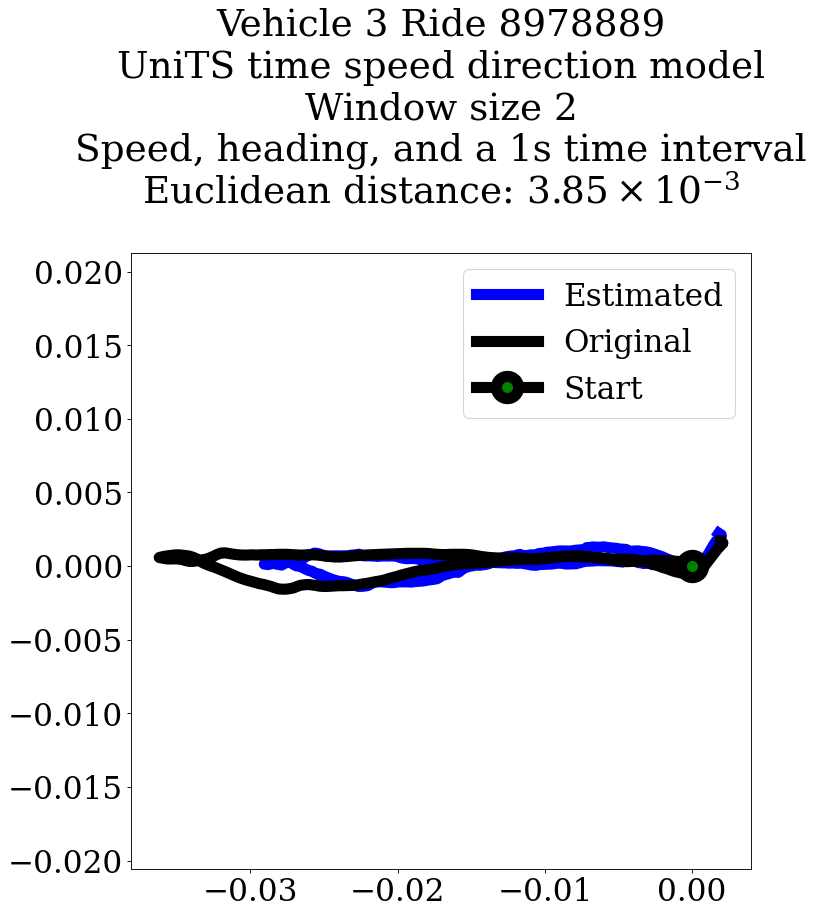 Vehicle 3 Ride 8978889
UniTS time speed direction model
Window size 2
Speed, heading, and a 1s time interval
Euclidean distance: 3.85 × 10⁻³
0.020
0.015
0.010
0.005
0.000
−0.005
−0.010
−0.015
−0.020
Estimated
Original
Start
−0.03 −0.02 −0.01 0.00